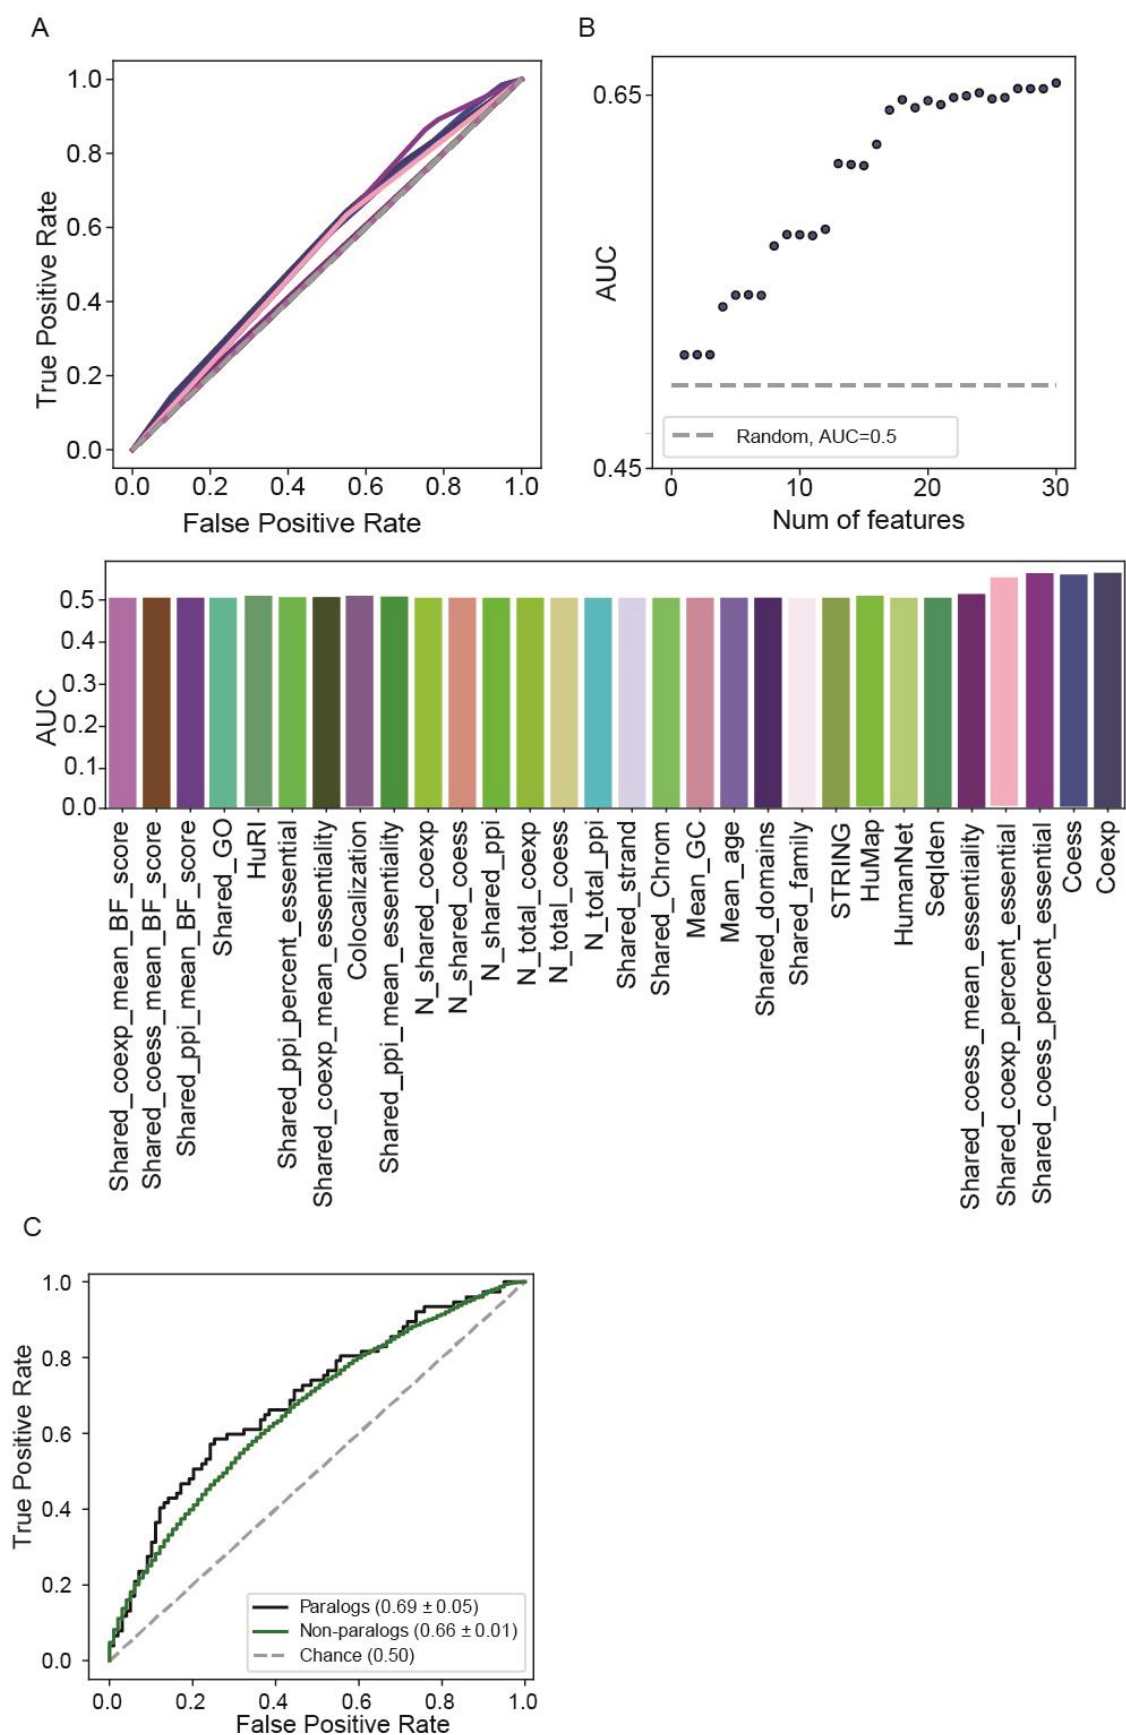 A
1.0
0.8
0.6
0.4
0.2
0.0
True Positive Rate
0.0 0.2 0.4 0.6 0.8 1.0
False Positive Rate
B
0.65
0.45
AUC
Random, AUC=0.5
0 10 20 30
Num of features
0.5
0.4
0.3
0.2
0.1
0.0
AUC
Shared_coexp_mean_BF_score
Shared_coess_mean_BF_score
Shared_ppi_mean_BF_score
Shared_GO
HuRI
Shared_ppi_percent_essential
Shared_coexp_mean_essentiality
Colocalization
Shared_ppi_mean_essentiality
N_shared_coexp
N_shared_coess
N_shared_ppi
N_total_coexp
N_total_coess
N_total_ppi
Shared_strand
Shared_Chrom
Mean_GC
Mean_age
Shared_domains
Shared_family
STRING
HuMap
HumanNet
SeqIden
Shared_coess_mean_essentiality
Shared_coexp_percent_essential
Shared_coess_percent_essential
Coess
Coexp
C
1.0
0.8
0.6
0.4
0.2
0.0
True Positive Rate
Paralogs (0.69 ± 0.05)
Non-paralogs (0.66 ± 0.01)
Chance (0.50)
0.0 0.2 0.4 0.6 0.8 1.0
False Positive Rate